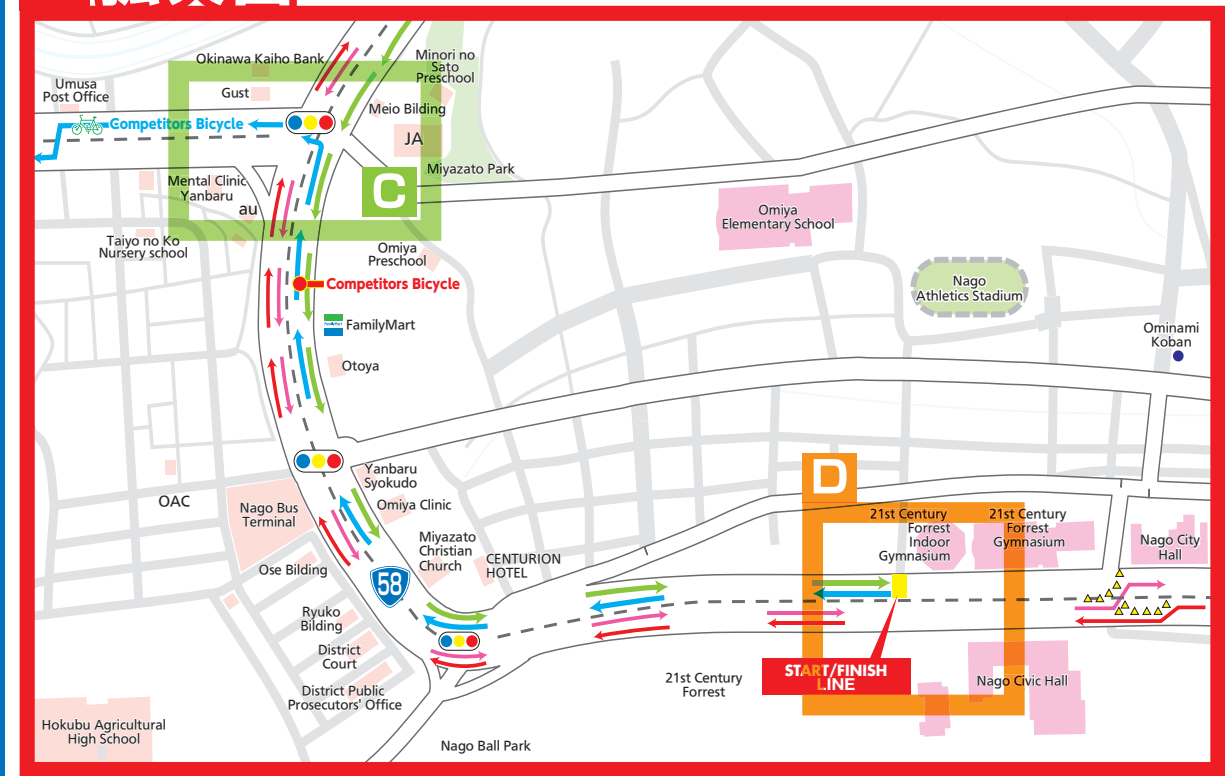 Okinawa Kaiho Bank
Minori no
Sato
Preschool
Umusa
Post Office
Gust
Meio Bilding
Competitors Bicycle
JA
Miyazato Park
Mental Clinic
Yanbaru
C
au
Omiya
Elementary School
Taiyo no Ko
Nursery school
Omiya
Preschool
Competitors Bicycle
Nago
Athletics Stadium
FamilyMart
FamilyMart
Ominami
Koban
Otoya
Yanbaru
Syokudo
D
OAC
Nago Bus
Terminal
Omiya Clinic
21st Century
Forrest
Indoor
Gymnasium
21st Century
Forrest
Gymnasium
Miyazato
Christian
Church
CENTURION
HOTEL
Nago City
Hall
Ose Bilding
58
Ryuko
Bilding
District
Court
START/FINISH
LINE
21st Century
Forrest
Nago Civic Hall
District Public
Prosecutors' Office
Hokubu Agricultural
High School
Nago Ball Park